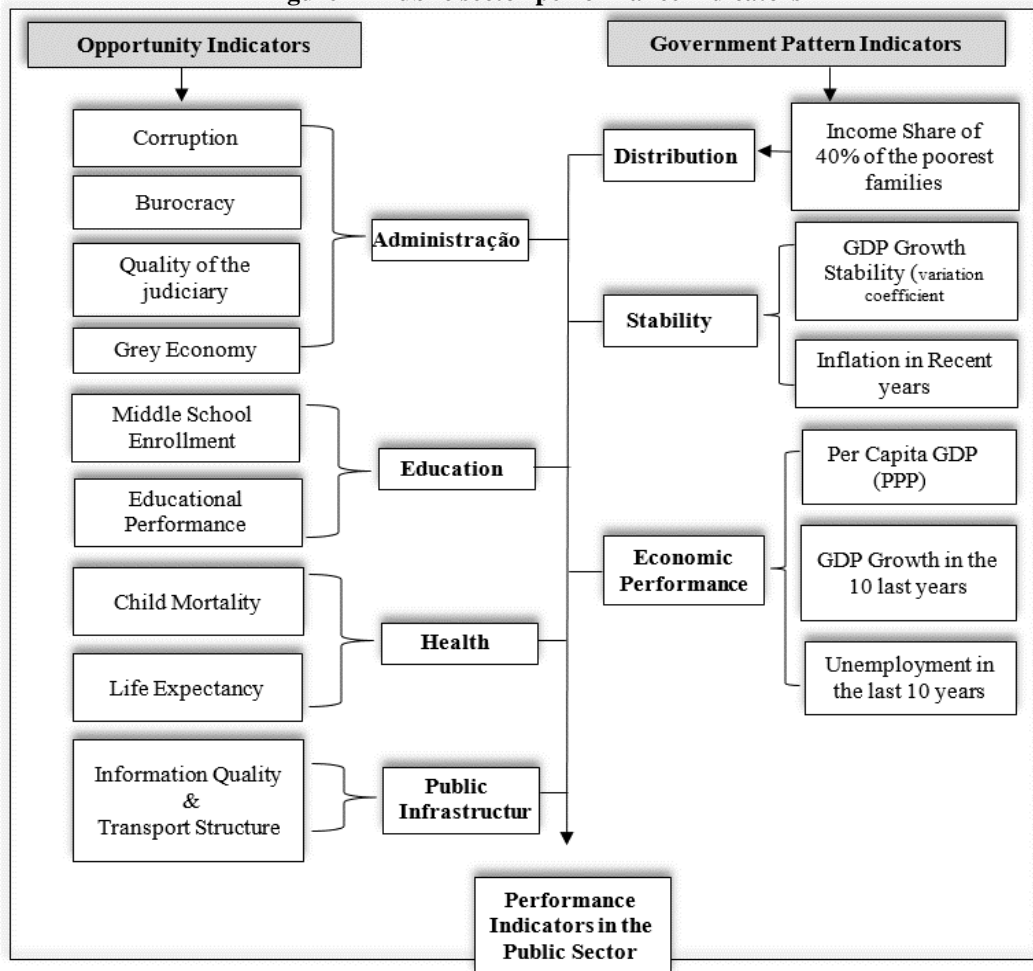 Opportunity Indicators
Corruption
Burocracy
Quality of the
judiciary
Grey Economy
Middle School
Enrollment
Educational
Performance
Child Mortality
Life Expectancy
Information Quality
&
Transport Structure
Administração
Education
Health
Public
Infrastructur
Government Pattern Indicators
Distribution
Income Share of
40% of the poorest
families
Stability
GDP Growth
Stability (variation
coefficient
Inflation in Recent
years
Economic
Performance
Per Capita GDP
(PPP)
GDP Growth in the
10 last years
Unemployment in
the last 10 years
Performance
Indicators in the
Public Sector